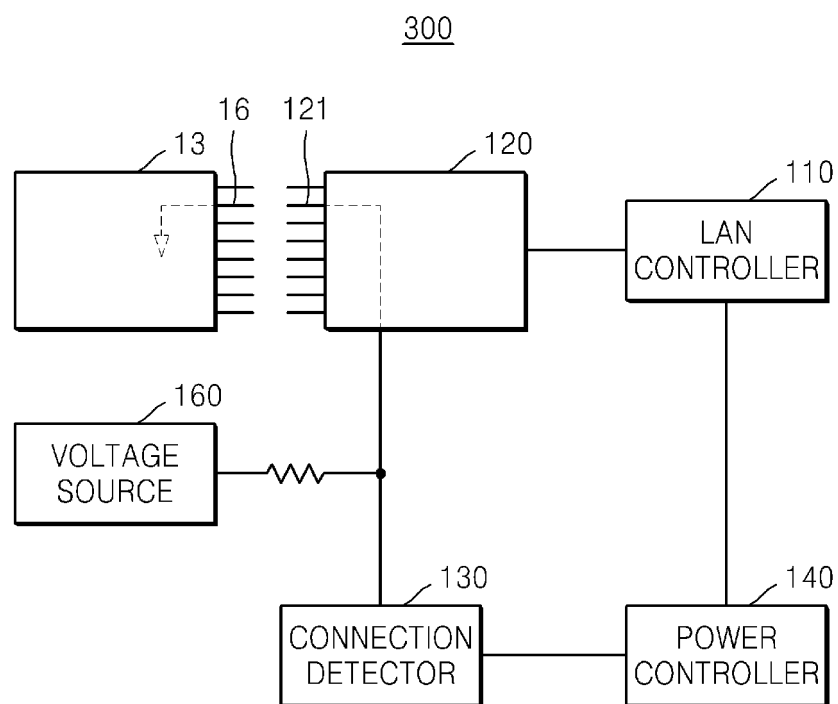 300
13
16
121
120
110
LAN
CONTROLLER
160
VOLTAGE
SOURCE
130
CONNECTION
DETECTOR
140
POWER
CONTROLLER